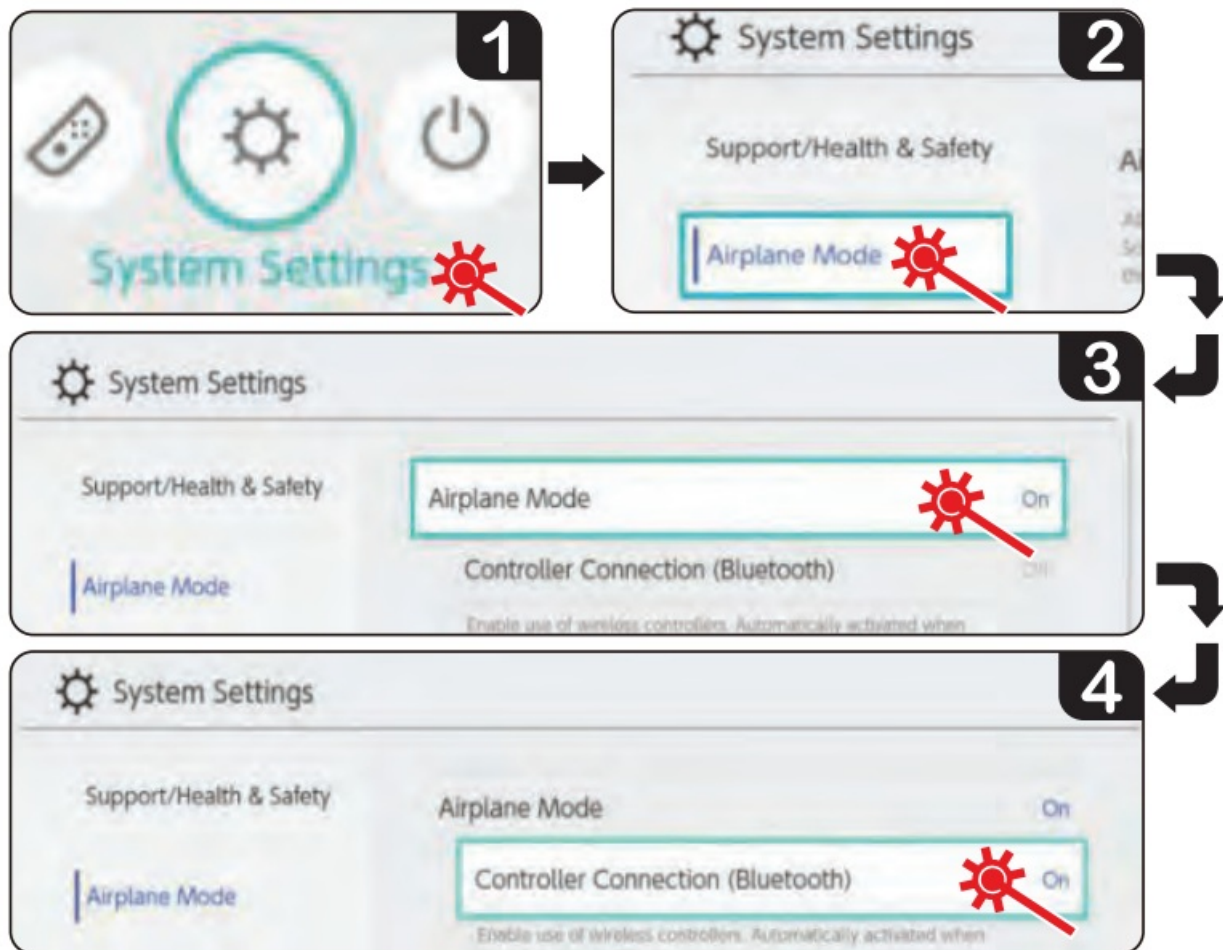 1
System Settings
2
System Settings
Support/Health & Safety
Airplane Mode
3
System Settings
Support/Health & Safety
Airplane Mode
On
Airplane Mode
Controller Connection (Bluetooth)
Off
Enable use of wireless controllers. Automatically activated when
4
System Settings
Support/Health & Safety
Airplane Mode
On
Airplane Mode
Controller Connection (Bluetooth)
On
Enable use of wireless controllers. Automatically activated when